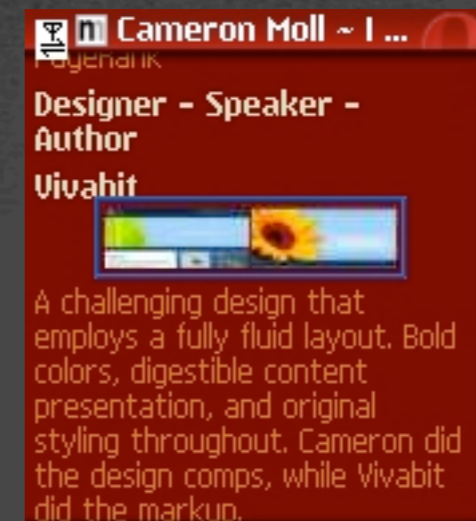 Cameron Moll ~ I ...
PageRank
Designer - Speaker -
Author
Vivabit
A challenging design that
employs a fully fluid layout. Bold
colors, digestible content
presentation, and original
styling throughout. Cameron did
the design comps, while Vivabit
did the markup.